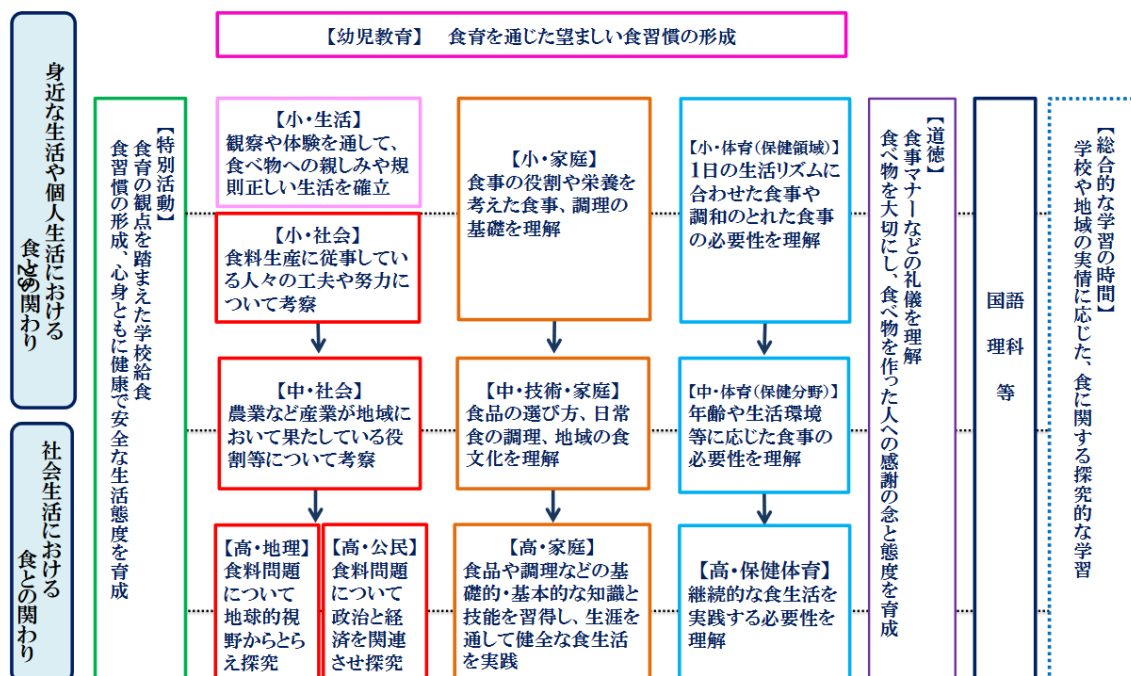 【幼児教育】　食育を通じた望ましい食習慣の形成
身近な生活や個人生活における
食との関わり
26
社会生活における
食との関わり
【特別活動】
食育の観点を踏まえた学校給食
食習慣の形成、心身ともに健康で安全な生活態度を育成
【小・生活】
観察や体験を通して、
食べ物への親しみや規
則正しい生活を確立
【小・社会】
食料生産に従事している
人々の工夫や努力に
ついて考察
【中・社会】
農業など産業が地域に
おいて果たしている役
割等について考察
【高・地理】
食料問題
について
地球的視
野からとら
え探究
【高・公民】
食料問題
について
政治と経
済を関連
させ探究
【小・家庭】
食事の役割や栄養を
考えた食事、調理の
基礎を理解
【中・技術・家庭】
食品の選び方、日常
食の調理、地域の食
文化を理解
【高・家庭】
食品や調理などの基
礎的・基本的な知識と
技能を習得し、生涯を
通して健全な食生活
を実践
【小・体育（保健領域）】
1日の生活リズムに
合わせた食事や
調和のとれた食事
の必要性を理解
【中・体育（保健分野）】
年齢や生活環境
等に応じた食事の
必要性を理解
【高・保健体育】
継続的な食生活を
実践する必要性を
理解
【道徳】
食事マナーなどの礼儀を理解
食べ物を大切にし、食べ物を作った人への感謝の念と態度を育成
国語
理科
等
【総合的な学習の時間】
学校や地域の実情に応じた、食に関する探究的な学習